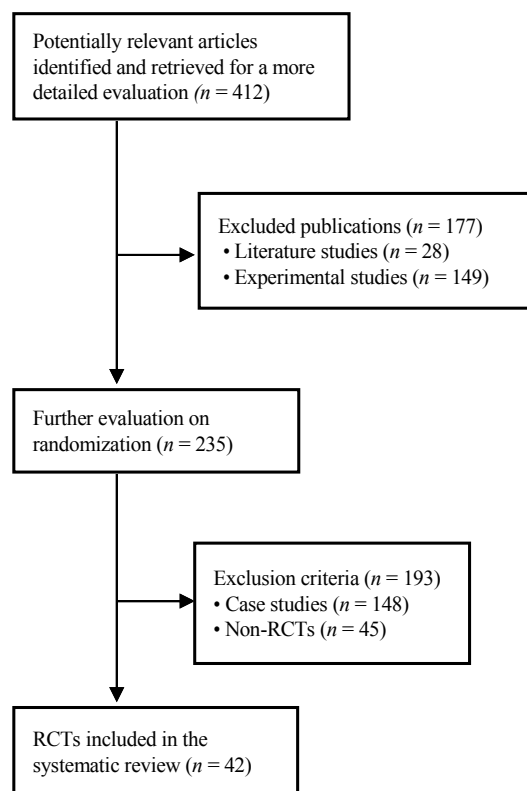 Potentially relevant articles
identified and retrieved for a more
detailed evaluation (n = 412)
Excluded publications (n = 177)
• Literature studies (n = 28)
• Experimental studies (n = 149)
Further evaluation on
randomization (n = 235)
Exclusion criteria (n = 193)
• Case studies (n = 148)
• Non-RCTs (n = 45)
RCTs included in the
systematic review (n = 42)